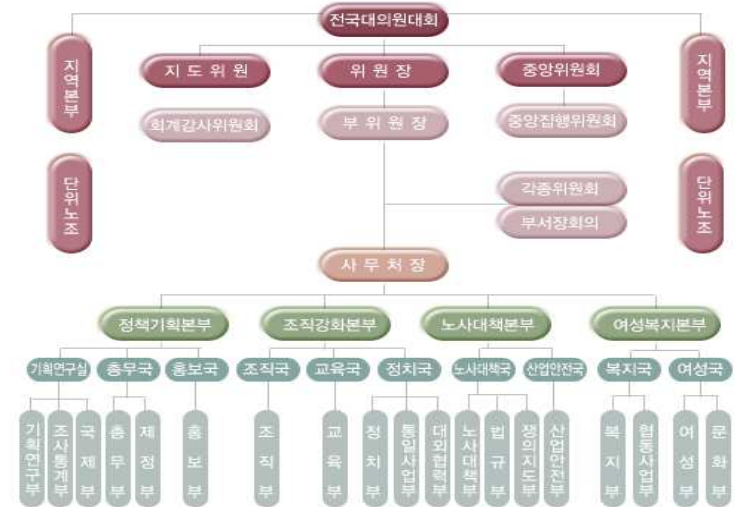 전국대의원대회
지역본부
지도위원
위원장
중앙위원회
지역본부
회계감사위원회
부위원장
중앙집행위원회
단위노조
각종위원회
부서장회의
단위노조
사무처장
정책기획본부
조직강화본부
노사대책본부
여성복지본부
기획연구실
총무국
홍보국
조직국
교육국
정치국
노사대책국
산업안전국
복지국
여성국
기획연구부
조사통계부
국제부
총무부
재정부
홍보부
조직부
교육부
정치부
통일사업부
대외협력부
노사대책부
법규부
쟁의지도부
산업안전부
복지부
협동사업부
여성부
문화부